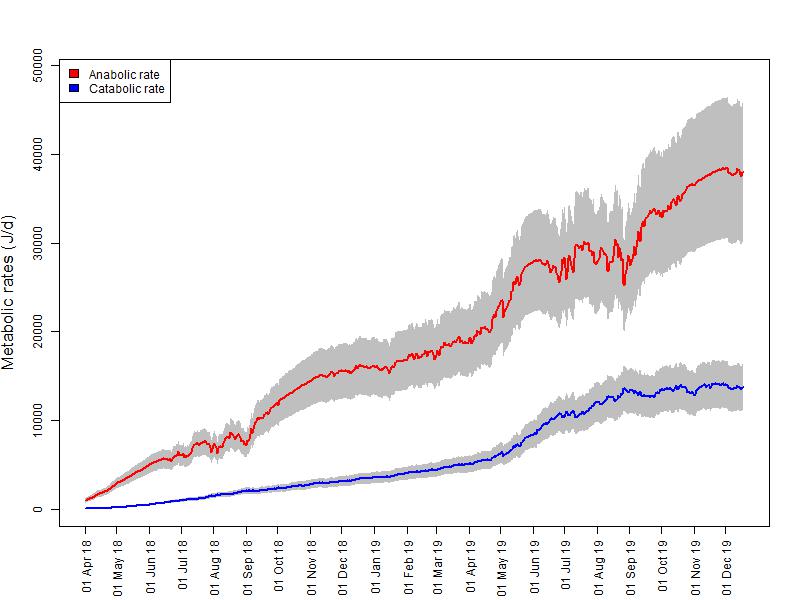 Anabolic rate
Catabolic rate
Metabolic rates (J/d)
50000
40000
30000
20000
10000
0
01 Apr 18
01 May 18
01 Jun 18
01 Jul 18
01 Aug 18
01 Sep 18
01 Oct 18
01 Nov 18
01 Dec 18
01 Jan 19
01 Feb 19
01 Mar 19
01 Apr 19
01 May 19
01 Jun 19
01 Jul 19
01 Aug 19
01 Sep 19
01 Oct 19
01 Nov 19
01 Dec 19